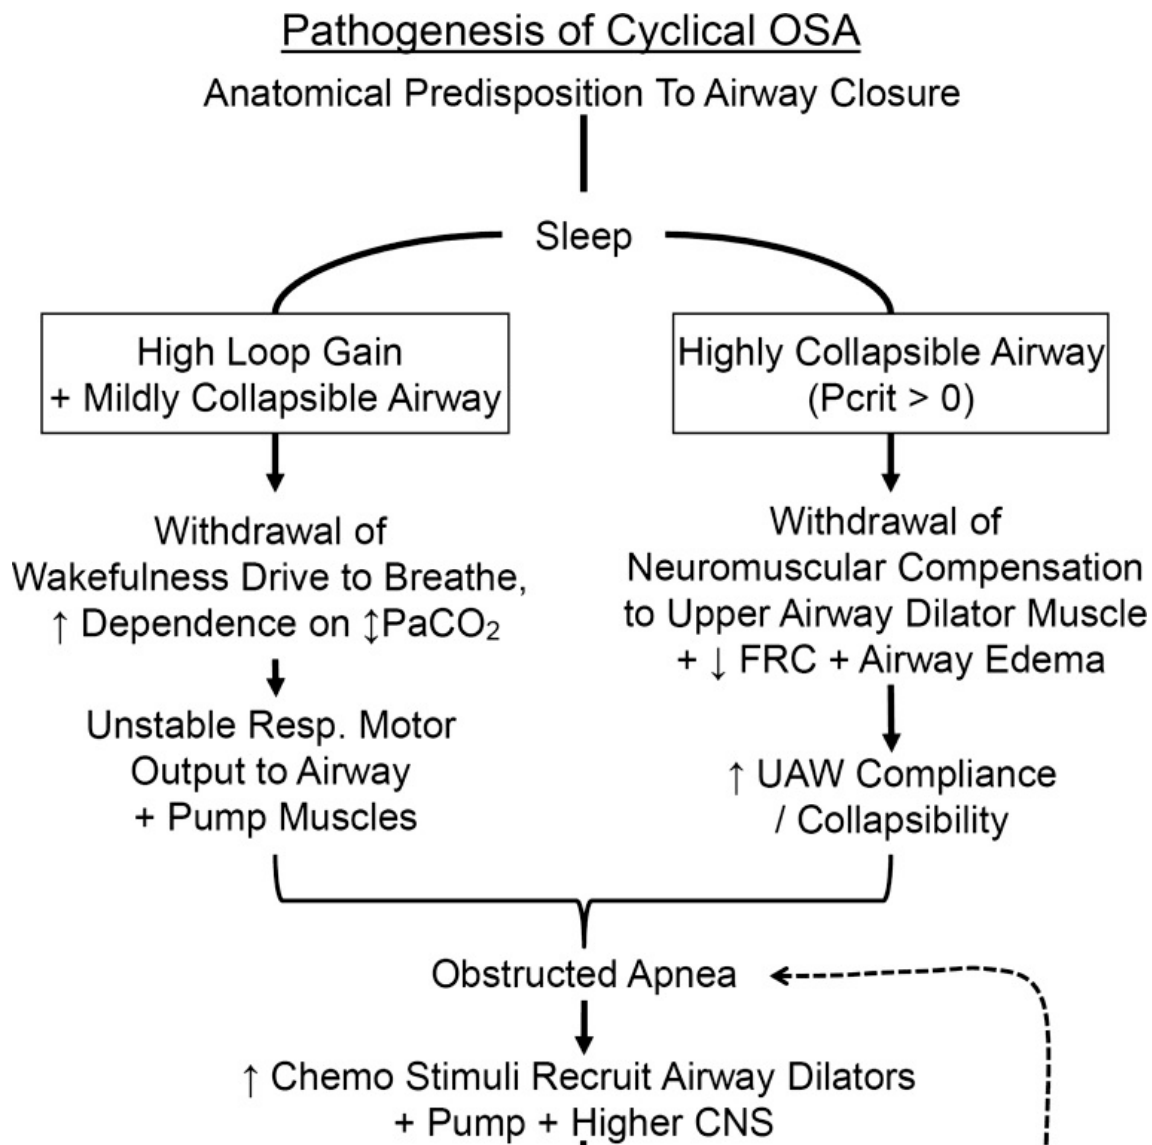 Pathogenesis of Cyclical OSA
Anatomical Predisposition To Airway Closure
Sleep
High Loop Gain
+ Mildly Collapsible Airway
Highly Collapsible Airway
(Pcrit > 0)
Withdrawal of
Wakefulness Drive to Breathe,
↑ Dependence on ↕PaCO₂
Unstable Resp. Motor
Output to Airway
+ Pump Muscles
Withdrawal of
Neuromuscular Compensation
to Upper Airway Dilator Muscle
+ ↓ FRC + Airway Edema
↑ UAW Compliance
/ Collapsibility
Obstructed Apnea
↑ Chemo Stimuli Recruit Airway Dilators
+ Pump + Higher CNS